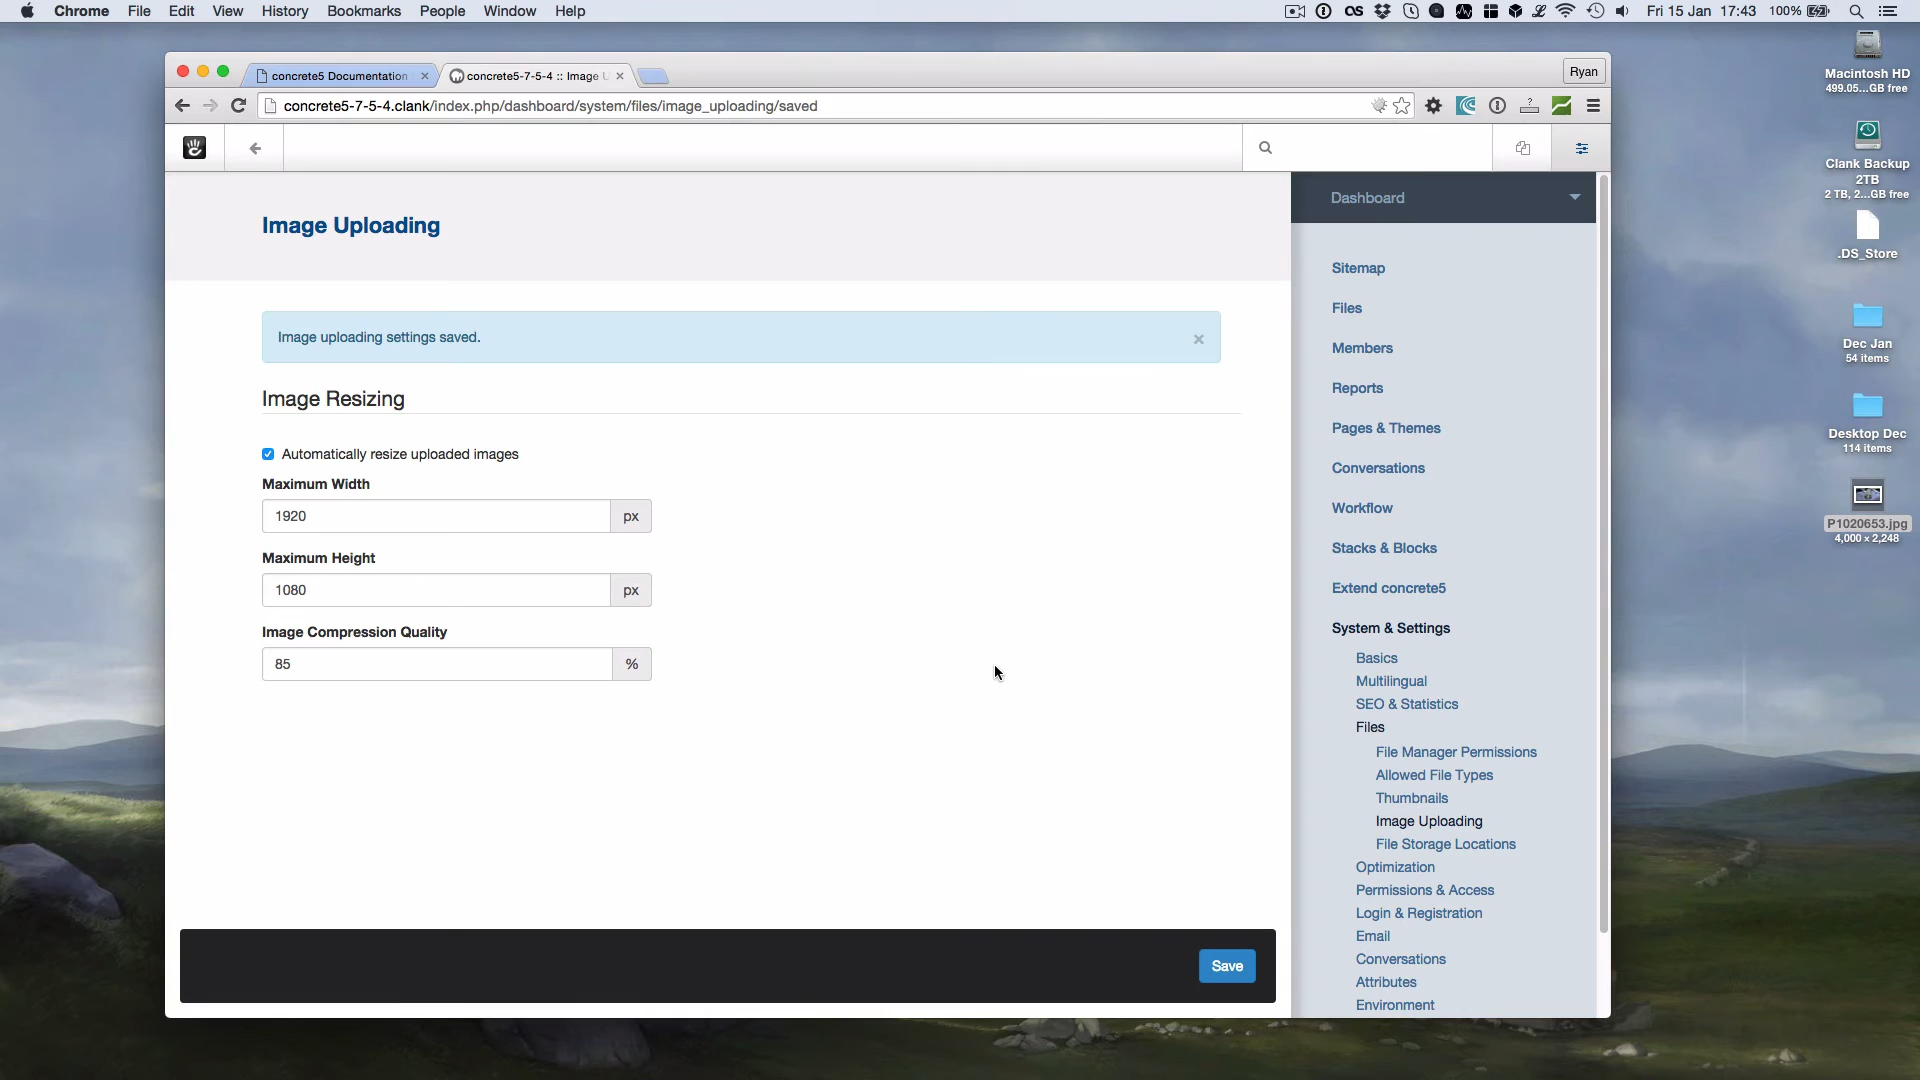 Chrome File Edit View History Bookmarks People Window Help
Fri 15 Jan 17:43 100%
concrete5 Documentation
concrete5-7-5-4 :: Image U
Ryan
concrete5-7-5-4.clank/index.php/dashboard/system/files/image_uploading/saved
Dashboard
Image Uploading
Image uploading settings saved.
Image Resizing
Automatically resize uploaded images
Maximum Width
1920 px
Maximum Height
1080 px
Image Compression Quality
85 %
Save
Sitemap
Files
Members
Reports
Pages & Themes
Conversations
Workflow
Stacks & Blocks
Extend concrete5
System & Settings
Basics
Multilingual
SEO & Statistics
Files
File Manager Permissions
Allowed File Types
Thumbnails
Image Uploading
File Storage Locations
Optimization
Permissions & Access
Login & Registration
Email
Conversations
Attributes
Environment
Macintosh HD
499.05...GB free
Clank Backup
2TB
2 TB, 2...GB free
.DS_Store
Dec Jan
54 items
Desktop Dec
114 items
P1020653.jpg
4,000 × 2,248